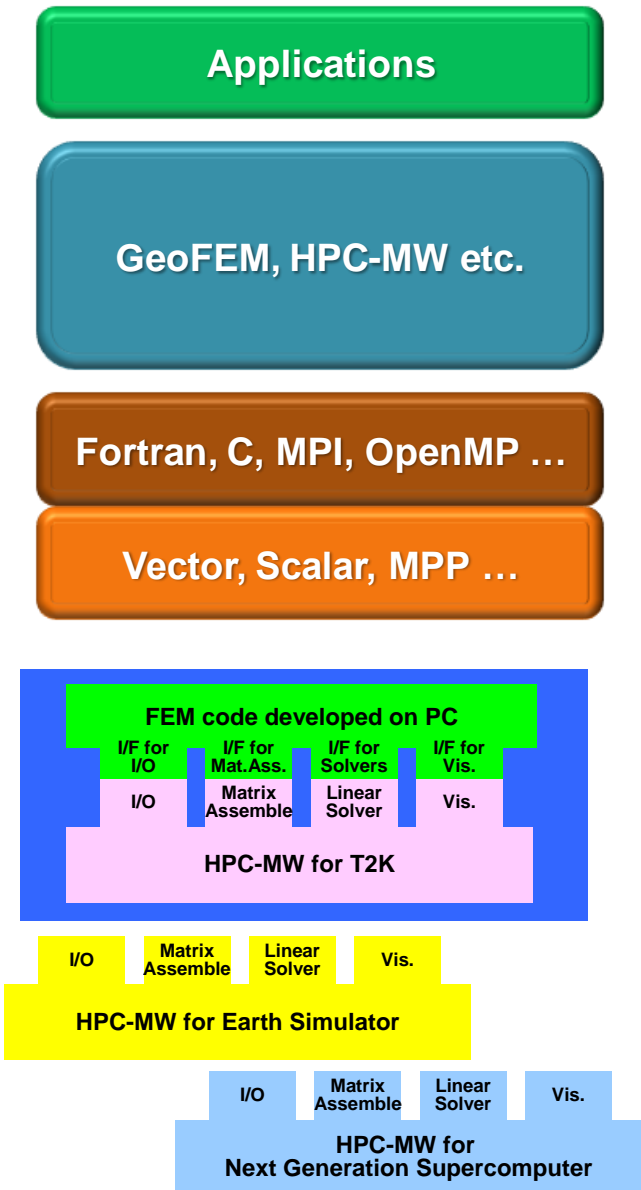 Applications
GeoFEM, HPC-MW etc.
Fortran, C, MPI, OpenMP …
Vector, Scalar, MPP …
FEM code developed on PC
I/F for
I/O
I/F for
Mat.Ass.
I/F for
Solvers
I/F for
Vis.
I/O
Matrix
Assemble
Linear
Solver
Vis.
HPC-MW for T2K
I/O
Matrix
Assemble
Linear
Solver
Vis.
HPC-MW for Earth Simulator
I/O
Matrix
Assemble
Linear
Solver
Vis.
HPC-MW for
Next Generation Supercomputer